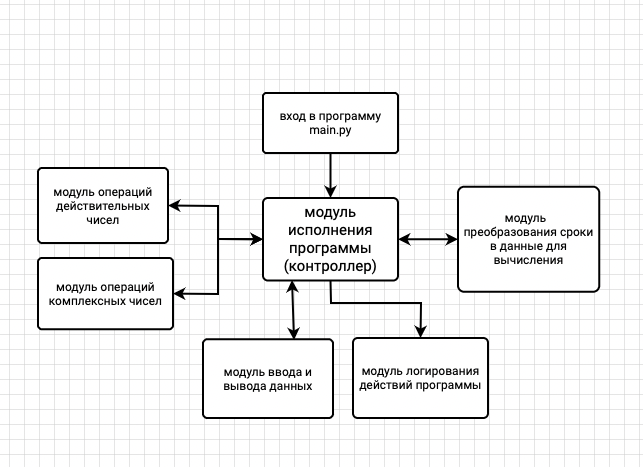 вход в программу
main.py
модуль операций
действительных
чисел
модуль
исполнения
программы
(контроллер)
модуль
преобразования сроки
в данные для
вычисления
модуль операций
комплексных чисел
модуль ввода и
вывода данных
модуль логирования
действий программы